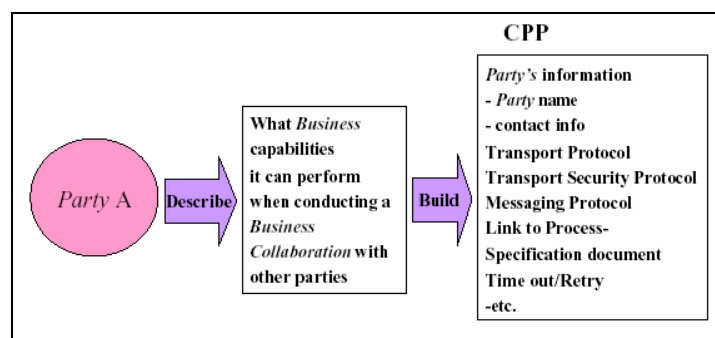 CPP
Party A
Describe
What Business
capabilities
it can perform
when conducting a
Business
Collaboration with
other parties
Build
Party's information
- Party name
- contact info
Transport Protocol
Transport Security Protocol
Messaging Protocol
Link to Process-
Specification document
Time out/Retry
-etc.